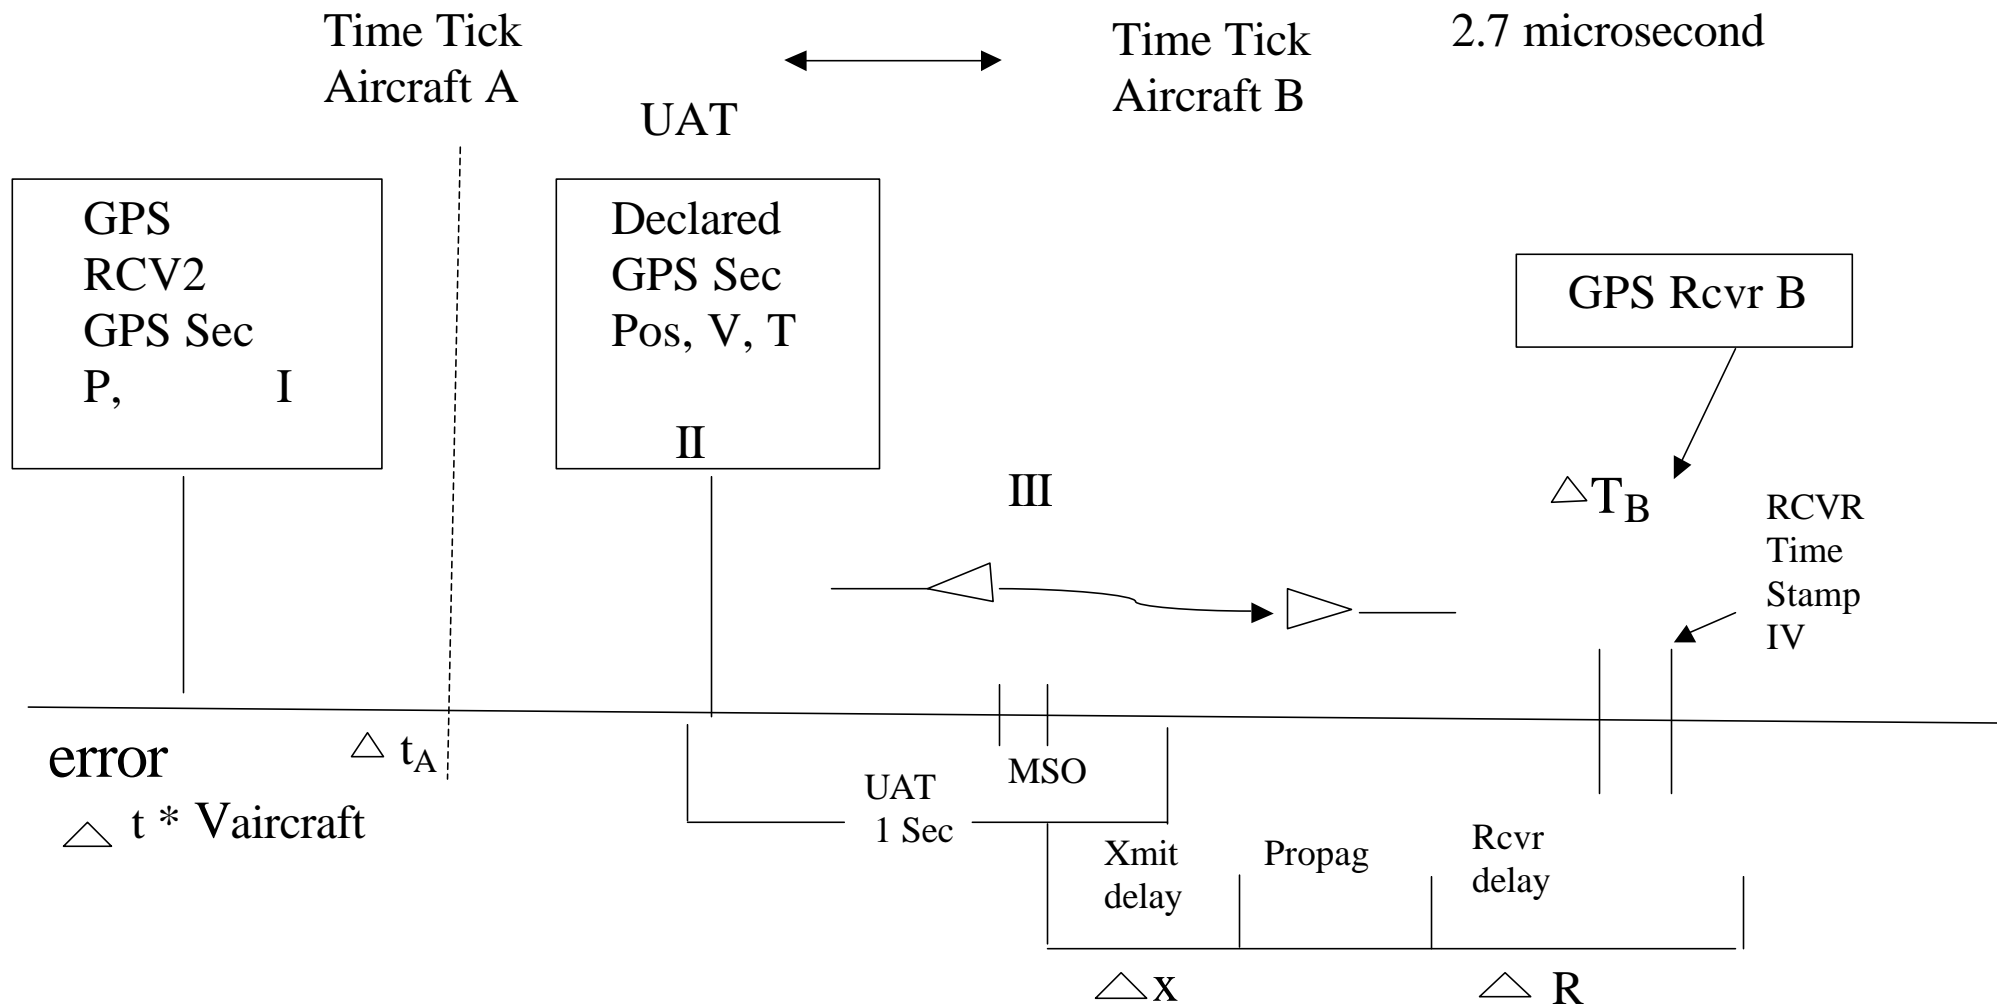 Time Tick
Aircraft A
UAT
Time Tick
Aircraft B
2.7 microsecond
GPS
RCV2
GPS Sec
P, I
Declared
GPS Sec
Pos, V, T
II
III
GPS Rcvr B
△TB
RCVR
Time
Stamp
IV
error
△ tA
△ t * Vaircraft
UAT
1 Sec
MSO
Xmit
delay
Propag
Rcvr
delay
△x
△ R